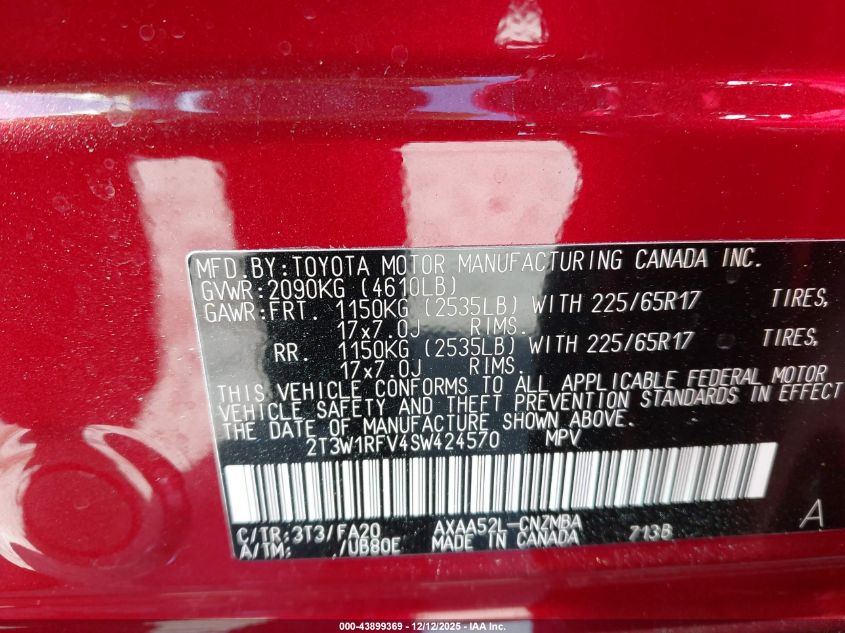 MFD.BY:TOYOTA MOTOR MANUFACTURING CANADA INC.
GVWR:2090KG (4610LB)
GAWR:FRT. 1150KG (2535LB) WITH 225/65R17 TIRES,
17x7.0J RIMS.
RR. 1150KG (2535LB) WITH 225/65R17 TIRES,
17x7.0J RIMS.
THIS VEHICLE CONFORMS TO ALL APPLICABLE FEDERAL MOTOR
VEHICLE SAFETY AND THEFT PREVENTION STANDARDS IN EFFECT
THE DATE OF MANUFACTURE SHOWN ABOVE.
2T3W1RFV4SW424570 MPV
A
C/TR:3T3/FA20 AXAA52L-CNZMBA 713B
A/TM: /UB80E MADE IN CANADA
000-43899369 - 12/12/2025 - IAA Inc.